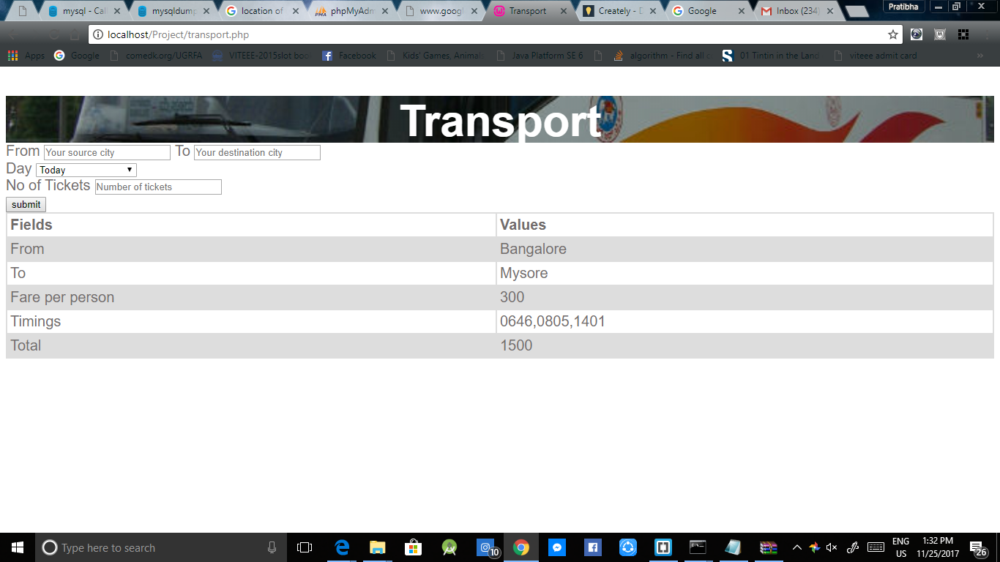 mysql - Cal
mysqldump
location of
phpMyAdm
www.googl
Transport
Creately - D
Google
Inbox (234)
Pratibha
localhost/Project/transport.php
Apps
Google
comedk.org/UGRFA
VITEEE-2015slot boo
Facebook
Kids' Games, Animals
Java Platform SE 6
algorithm - Find all c
01 Tintin in the Land
viteee admit card
»
Transport
From Your source city To Your destination city
Day Today
No of Tickets Number of tickets
submit
Fields Values
From Bangalore
To Mysore
Fare per person 300
Timings 0646,0805,1401
Total 1500
Type here to search
10
ENG
US
1:32 PM
11/25/2017
26